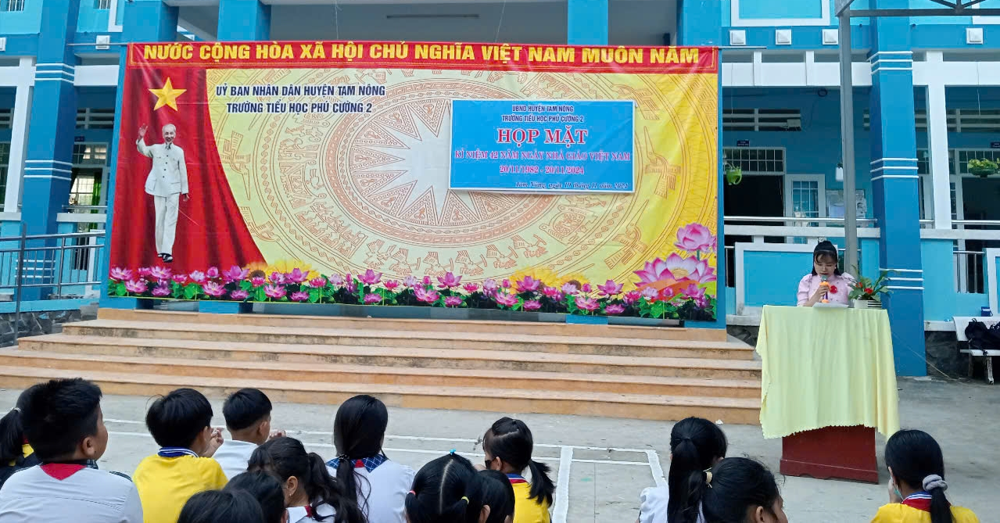 NƯỚC CỘNG HÒA XÃ HỘI CHỦ NGHĨA VIỆT NAM MUÔN NĂM
UỶ BAN NHÂN DÂN HUYỆN TAM NÔNG
TRƯỜNG TIỂU HỌC PHÚ CƯỜNG 2
UBND HUYỆN TAM NÔNG
TRƯỜNG TIỂU HỌC PHÚ CƯỜNG 2
HỌP MẶT
KỈ NIỆM 42 NĂM NGÀY NHÀ GIÁO VIỆT NAM
20/11/1982 - 20/11/2024
Tam Nông, ngày 11 tháng 11 năm 2024